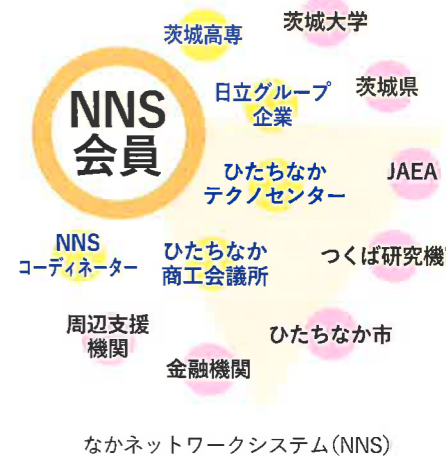 茨城高専
茨城大学
NNS
会員
日立グループ
企業
茨城県
ひたちなか
テクノセンター
JAEA
NNS
コーディネーター
ひたちなか
商工会議所
つくば研究機
周辺支援
機関
ひたちなか市
金融機関
なかネットワークシステム(NNS)